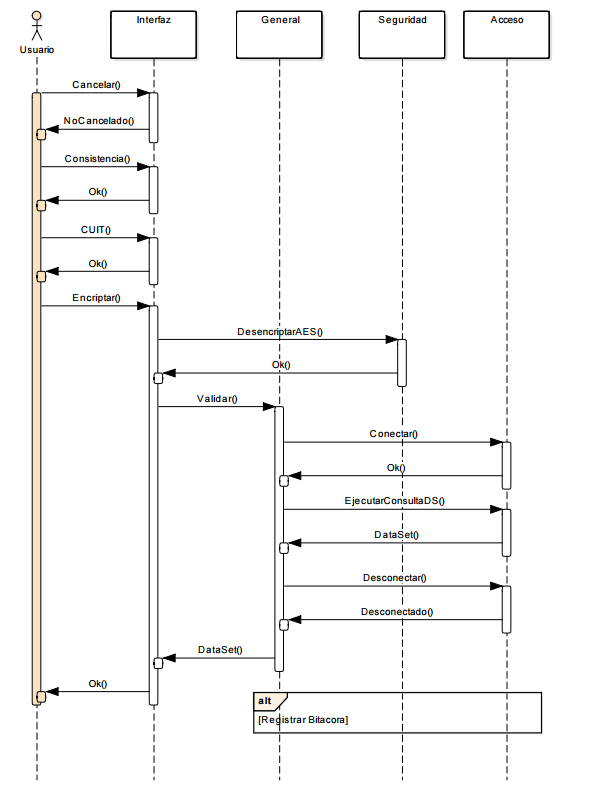 Interfaz
General
Seguridad
Acceso
Usuario
Cancelar()
NoCancelado()
Consistencia()
Ok()
CUIT()
Ok()
Encriptar()
DesencriptarAES()
Ok()
Validar()
Conectar()
Ok()
EjecutarConsultaDS()
DataSet()
Desconectar()
Desconectado()
DataSet()
Ok()
alt
[Registrar Bitacora]